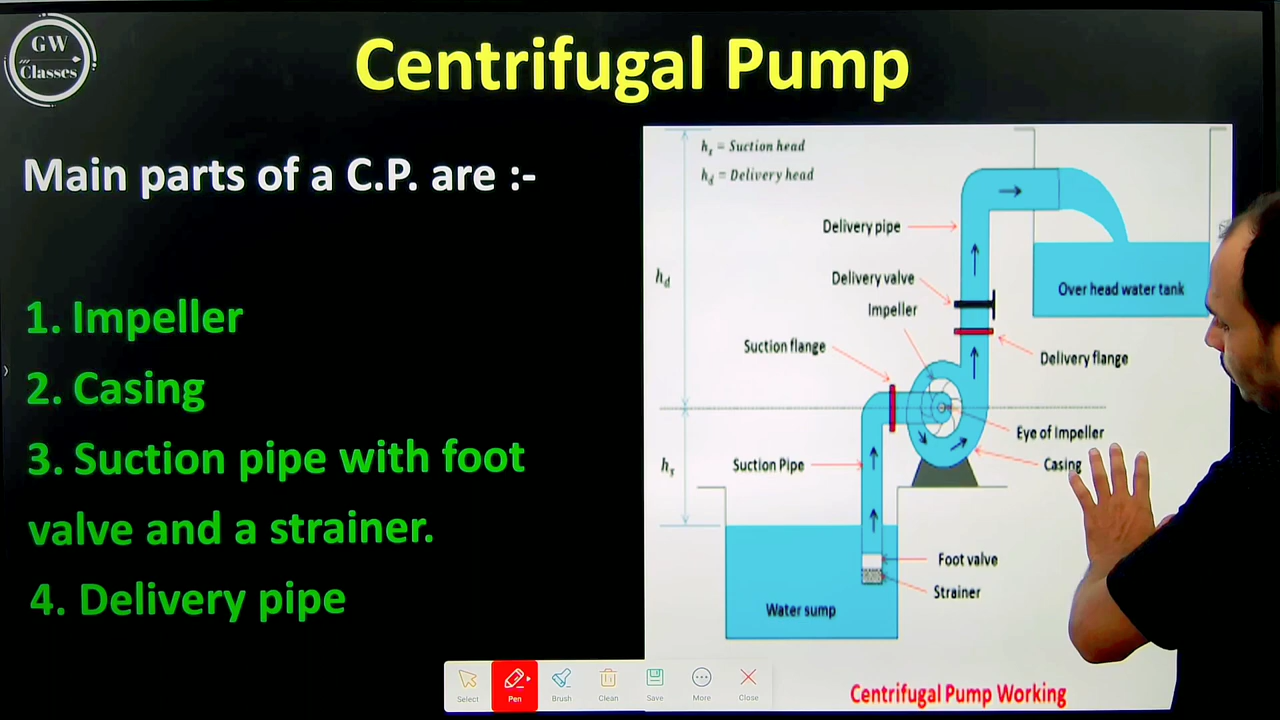 GW
Classes
Centrifugal Pump
Main parts of a C.P. are :-
1. Impeller
2. Casing
3. Suction pipe with foot
valve and a strainer.
4. Delivery pipe
hs = Suction head
hd = Delivery head
Delivery pipe
hd
Delivery valve
Over head water tank
Impeller
Suction flange
Delivery flange
Eye of Impeller
hs
Suction Pipe
Casing
Foot valve
Strainer
Water sump
Select
Pen
Brush
Clean
Save
More
Close
Centrifugal Pump Working